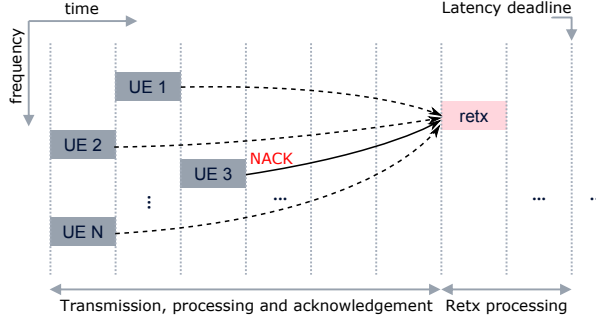 time
Latency deadline
frequency
UE 1
retx
UE 2
NACK
UE 3
...
...
...
...
UE N
Transmission, processing and acknowledgement
Retx processing